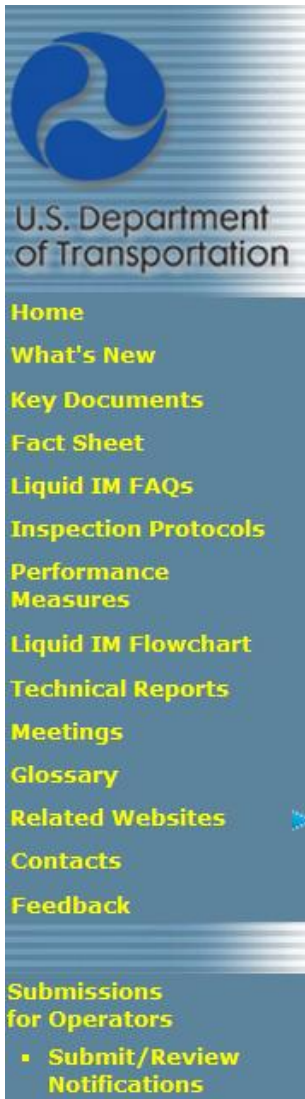 U.S. Department
of Transportation
Home
What's New
Key Documents
Fact Sheet
Liquid IM FAQs
Inspection Protocols
Performance
Measures
Liquid IM Flowchart
Technical Reports
Meetings
Glossary
Related Websites
Contacts
Feedback
Submissions
for Operators
▪ Submit/Review
Notifications